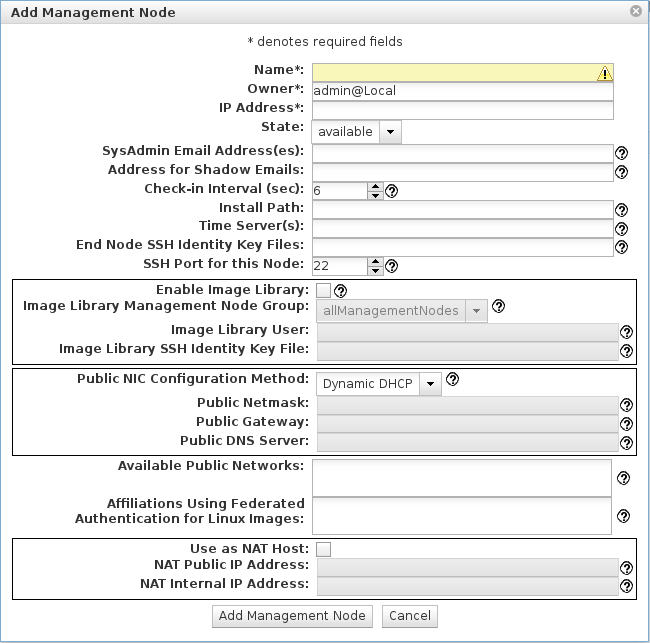 Add Management Node
* denotes required fields
Name*:
Owner*: admin@Local
IP Address*:
State: available
SysAdmin Email Address(es):
Address for Shadow Emails:
Check-in Interval (sec): 6
Install Path:
Time Server(s):
End Node SSH Identity Key Files:
SSH Port for this Node: 22
Enable Image Library:
Image Library Management Node Group: allManagementNodes
Image Library User:
Image Library SSH Identity Key File:
Public NIC Configuration Method: Dynamic DHCP
Public Netmask:
Public Gateway:
Public DNS Server:
Available Public Networks:
Affiliations Using Federated
Authentication for Linux Images:
Use as NAT Host:
NAT Public IP Address:
NAT Internal IP Address:
Add Management Node Cancel